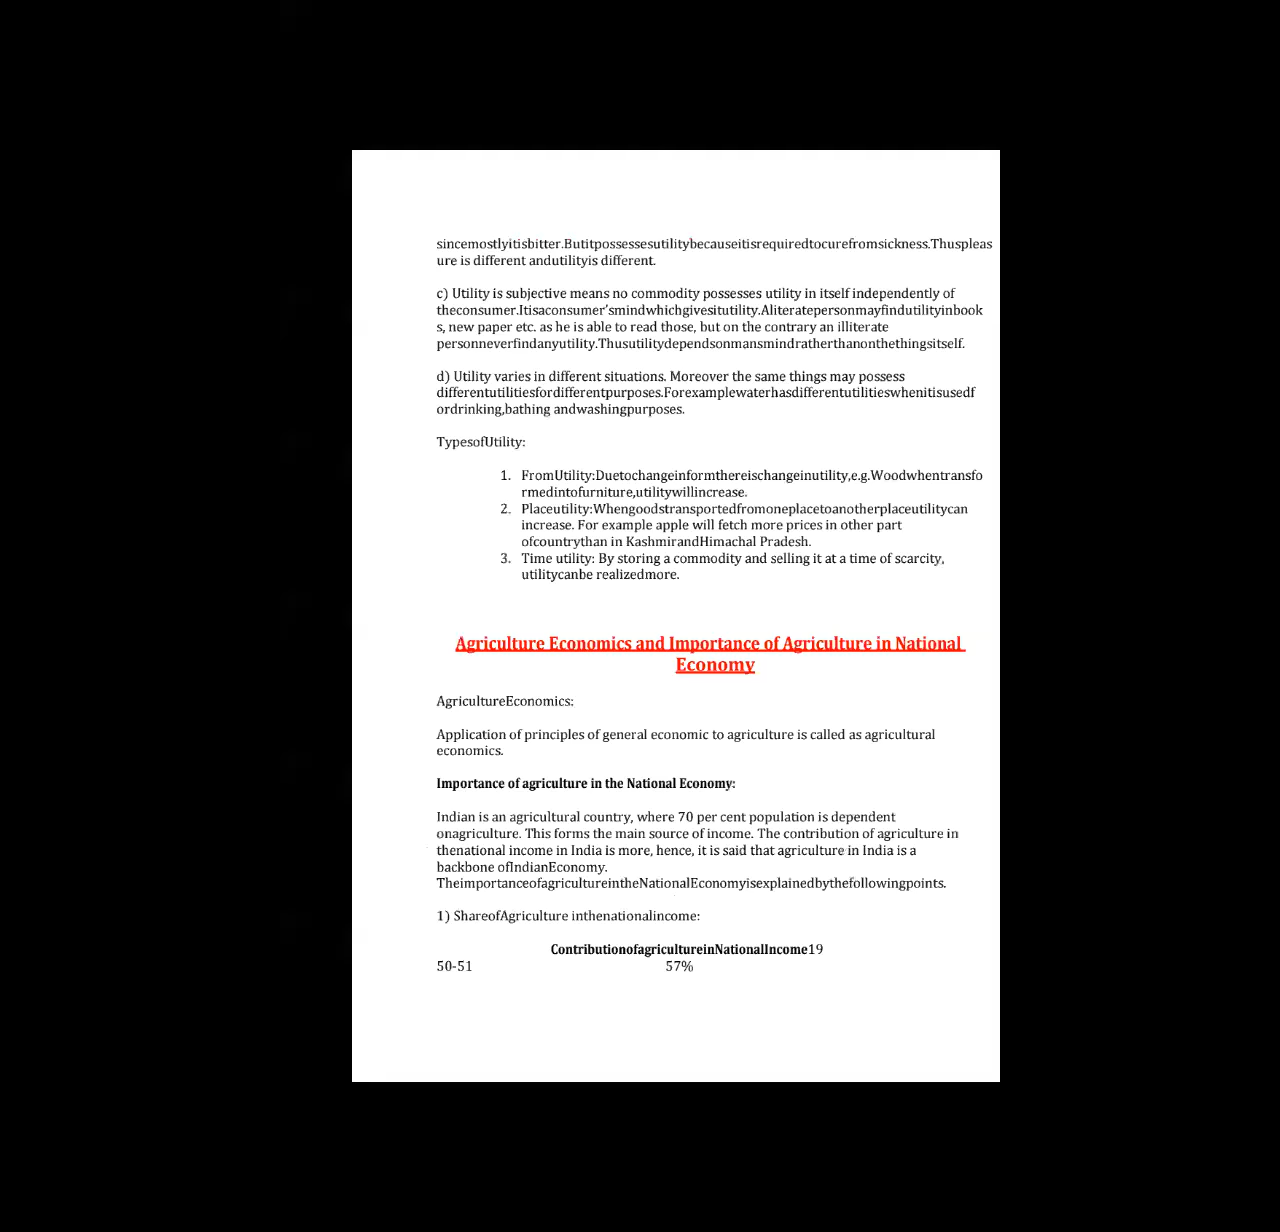 sincemostlyitisbitter.Butitpossessesutilitybecauseitisrequiredtocurefromsickness.Thuspleas
ure is different andutilityis different.
c) Utility is subjective means no commodity possesses utility in itself independently of
theconsumer.Itisaconsumer'smindwhichgivesitutility.Aliteratepersonmayfindutilityinbook
s, new paper etc. as he is able to read those, but on the contrary an illiterate
personneverfindanyutility.Thusutilitydependsonmansmindratherthanonthethingsitself.
d) Utility varies in different situations. Moreover the same things may possess
differentutilitiesfordifferentpurposes.Forexamplewaterhasdifferentutilitieswhenitisusedf
ordrinking,bathing andwashingpurposes.
TypesofUtility:
1. FromUtility:Duetochangeinformthereischangeinutility,e.g.Woodwhentransfo
rmedintofurniture,utilitywillincrease.
2. Placeutility:Whengoodstransportedfromoneplacetoanotherplaceutilitycan
increase. For example apple will fetch more prices in other part
ofcountrythan in KashmirandHimachal Pradesh.
3. Time utility: By storing a commodity and selling it at a time of scarcity,
utilitycanbe realizedmore.
Agriculture Economics and Importance of Agriculture in National
Economy
AgricultureEconomics:
Application of principles of general economic to agriculture is called as agricultural
economics.
Importance of agriculture in the National Economy:
Indian is an agricultural country, where 70 per cent population is dependent
onagriculture. This forms the main source of income. The contribution of agriculture in
thenational income in India is more, hence, it is said that agriculture in India is a
backbone ofIndianEconomy.
TheimportanceofagricultureintheNationalEconomyisexplainedbythefollowingpoints.
1) ShareofAgriculture inthenationalincome:
ContributionofagricultureinNationalIncome19
50-51 57%